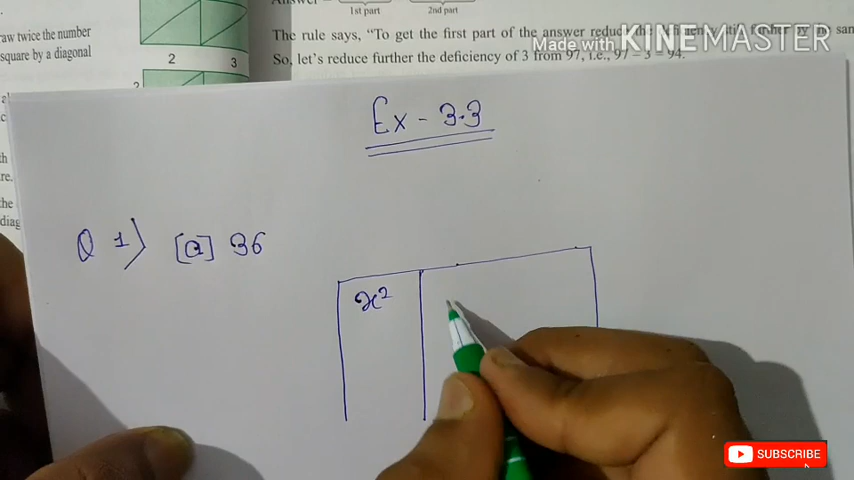 1st part 2nd part
raw twice the number
square by a diagonal
2 3
The rule says, "To get the first part of the answer reduce the
So, let's reduce further the deficiency of 3 from 97, i.e., 97 – 3 = 94.
Made with KINEMASTER
Ex - 3.3
Q 1) [a] 36
x²
SUBSCRIBE